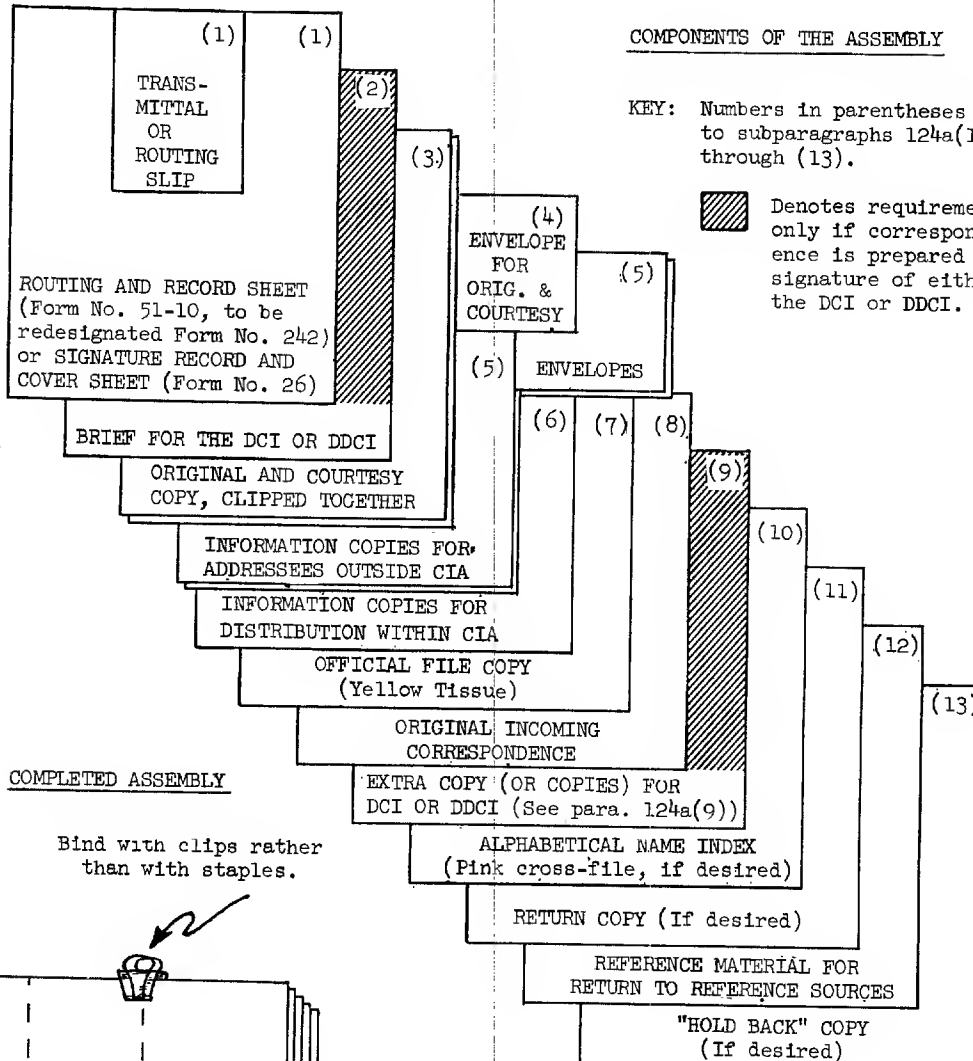 COMPONENTS OF THE ASSEMBLY
KEY: Numbers in parentheses
to subparagraphs 124a(1
through (13).
Denotes requireme
only if correspon
ence is prepared
signature of eith
the DCI or DDCI.
(1) (1)
TRANS-
MITTAL
OR
ROUTING
SLIP
ROUTING AND RECORD SHEET
(Form No. 51-10, to be
redesignated Form No. 242)
or SIGNATURE RECORD AND
COVER SHEET (Form No. 26)
(2)
BRIEF FOR THE DCI OR DDCI
(3)
ORIGINAL AND COURTESY
COPY, CLIPPED TOGETHER
(4)
ENVELOPE
FOR
ORIG. &
COURTESY
(5)
ENVELOPES
(5)
INFORMATION COPIES FOR
ADDRESSEES OUTSIDE CIA
(6)
INFORMATION COPIES FOR
DISTRIBUTION WITHIN CIA
(7)
OFFICIAL FILE COPY
(Yellow Tissue)
(8)
ORIGINAL INCOMING
CORRESPONDENCE
(9)
EXTRA COPY (OR COPIES) FOR
DCI OR DDCI (See para. 124a(9))
(10)
ALPHABETICAL NAME INDEX
(Pink cross-file, if desired)
(11)
RETURN COPY (If desired)
(12)
REFERENCE MATERIAL FOR
RETURN TO REFERENCE SOURCES
(13)
"HOLD BACK" COPY
(If desired)
COMPLETED ASSEMBLY
Bind with clips rather
than with staples.